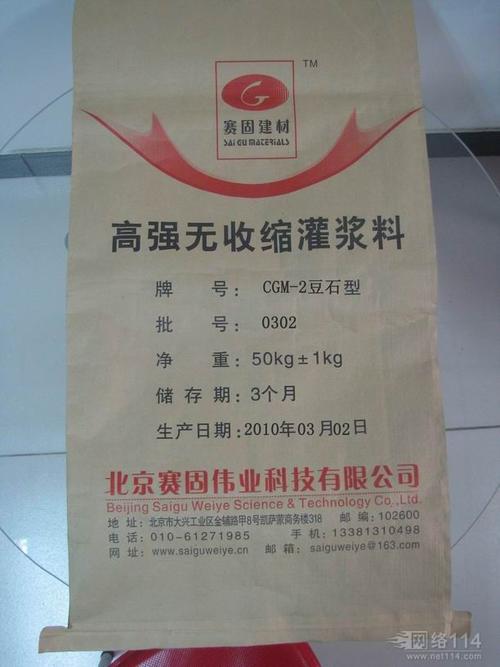 TM
G
赛固建材
SAI GU MATERIALS
高强无收缩灌浆料
牌 号: CGM-2豆石型
批 号: 0302
净 重: 50kg±1kg
储 存 期: 3个月
生产日期: 2010年03月02日
北京赛固伟业科技有限公司
Beijing Saigu Weiye Science & Technology Co.,Ltd.
地 址: 北京市大兴工业区金辅路甲8号凯萨蒙商务楼318 邮 编: 102600
电 话: 010-61271985 手 机: 13381310498
网 址: www.saiguweiye.cn 邮 箱: saiguweiye@163.com
网络114
www.net114.com